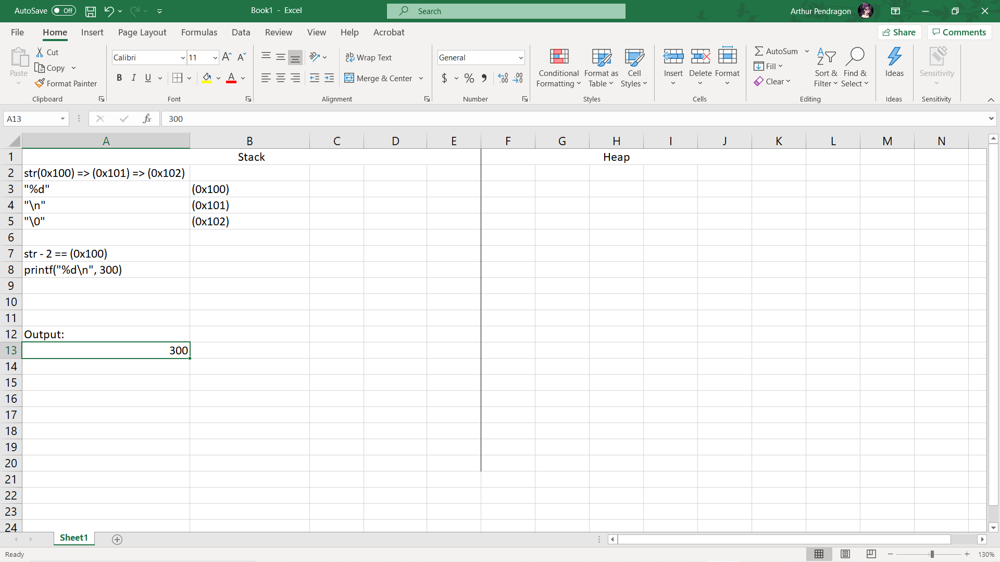 AutoSave Off Book1 - Excel Search Arthur Pendragon
File Home Insert Page Layout Formulas Data Review View Help Acrobat Share Comments
Paste Cut Copy Format Painter Clipboard
Calibri 11 B I U A Font
Wrap Text Merge & Center Alignment
General $ % Number
Conditional Formatting Format as Table Cell Styles Styles
Insert Delete Format Cells
AutoSum Fill Clear Sort & Filter Find & Select Editing
Ideas Ideas
Sensitivity Sensitivity
A13 fx 300
A B C D E F G H I J K L M N
1 Stack Heap
2 str(0x100) => (0x101) => (0x102)
3 "%d" (0x100)
4 "\n" (0x101)
5 "\0" (0x102)
6
7 str - 2 == (0x100)
8 printf("%d\n", 300)
9
10
11
12 Output:
13 300
14
15
16
17
18
19
20
21
22
23
24
Sheet1
Ready 130%